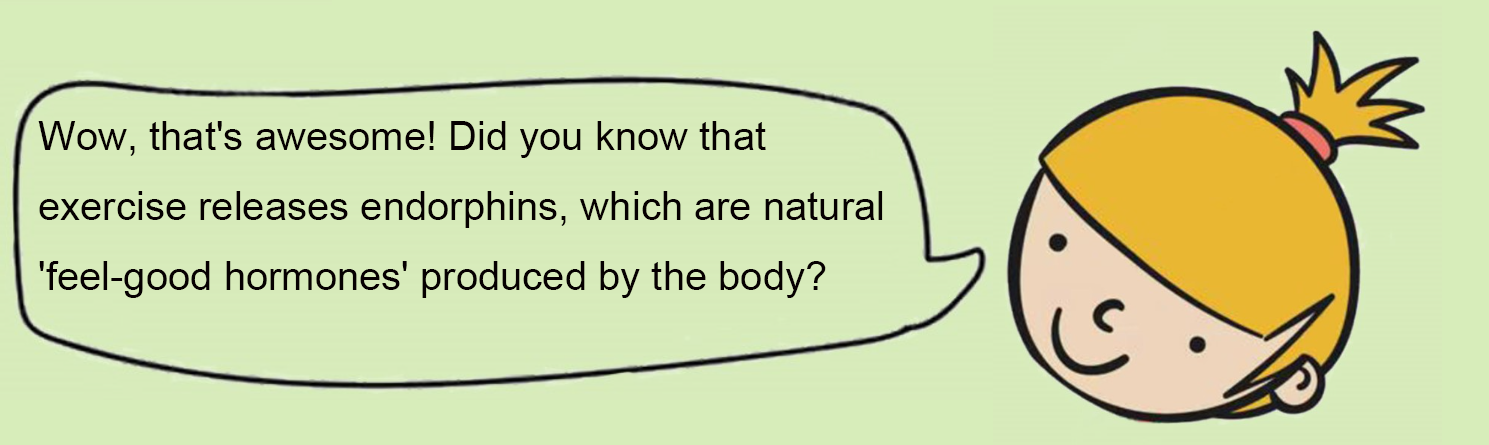 Wow, that's awesome! Did you know that
exercise releases endorphins, which are natural
'feel-good hormones' produced by the body?